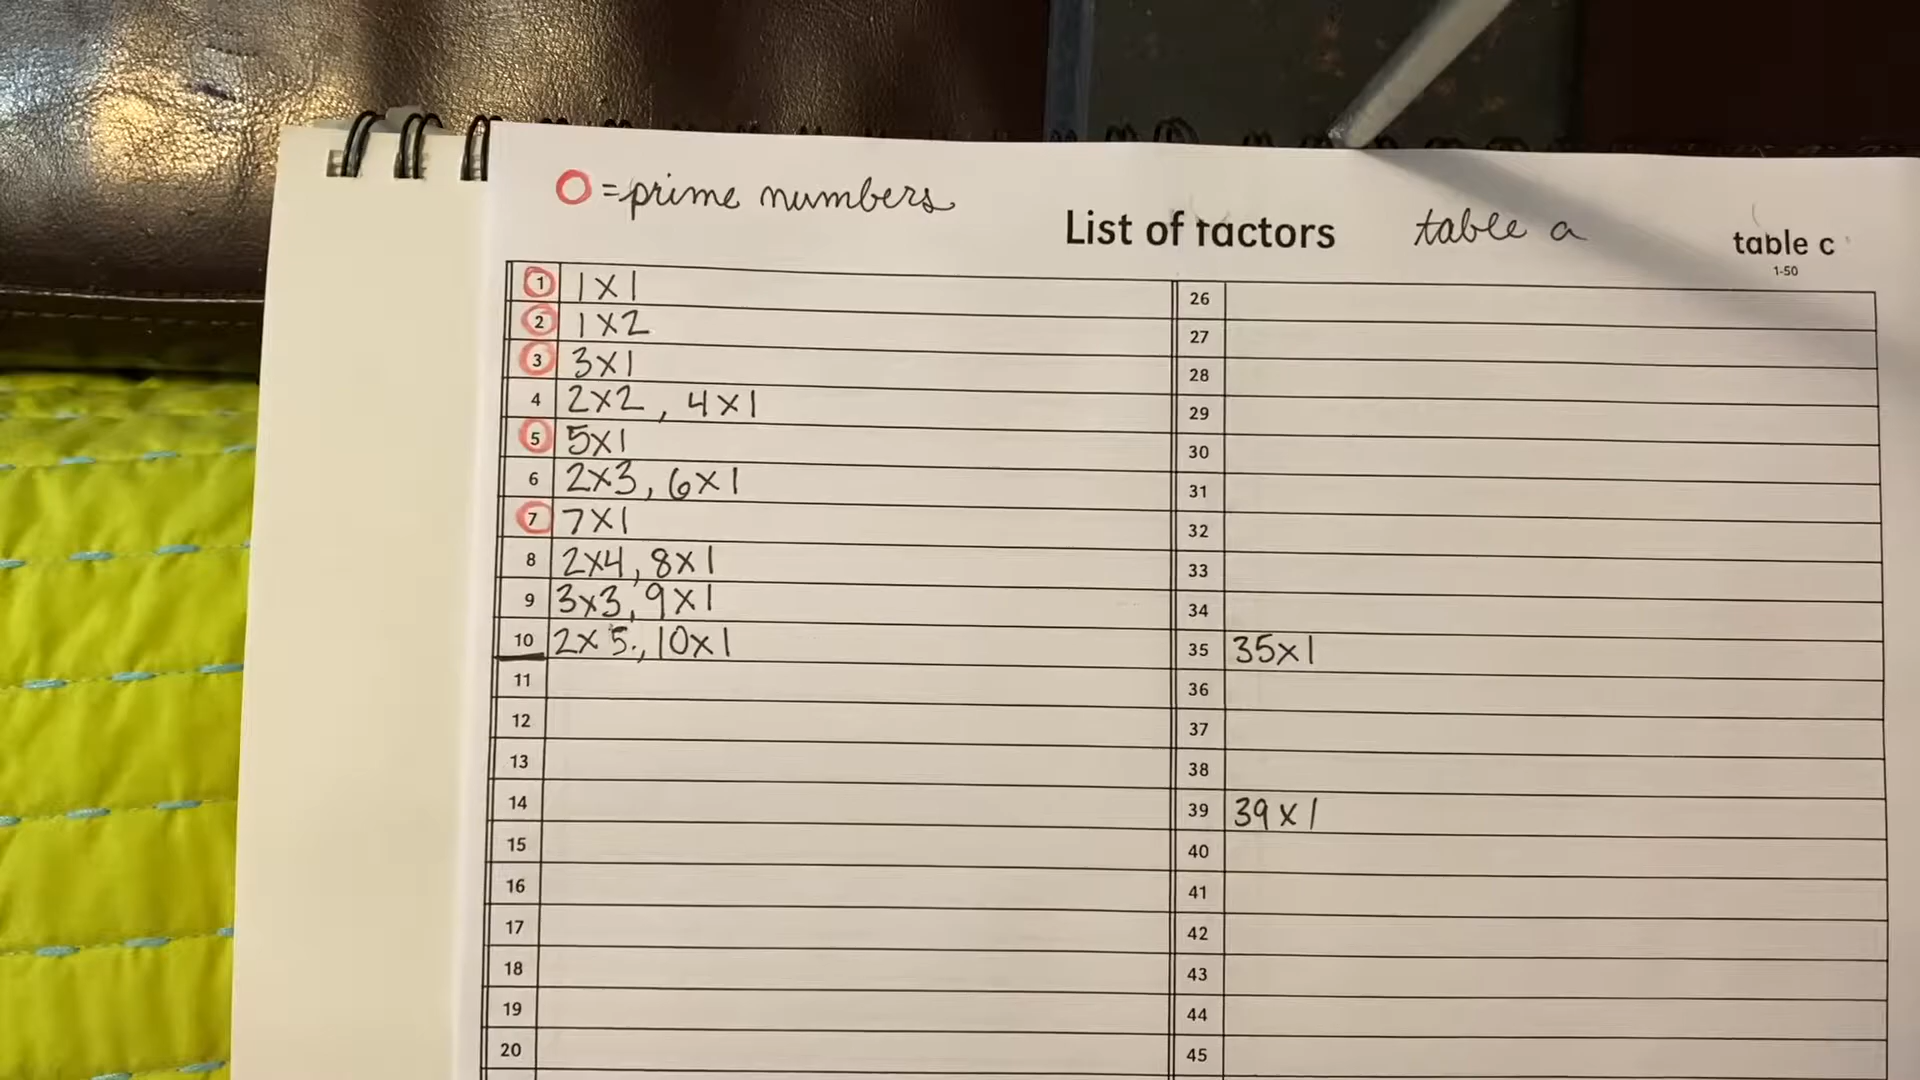 O = prime numbers
List of factors table a table c
1-50
1 1x1
2 1x2
3 3x1
4 2x2, 4x1
5 5x1
6 2x3, 6x1
7 7x1
8 2x4, 8x1
9 3x3, 9x1
10 2x5., 10x1
11
12
13
14
15
16
17
18
19
20
26
27
28
29
30
31
32
33
34
35 35x1
36
37
38
39 39x1
40
41
42
43
44
45